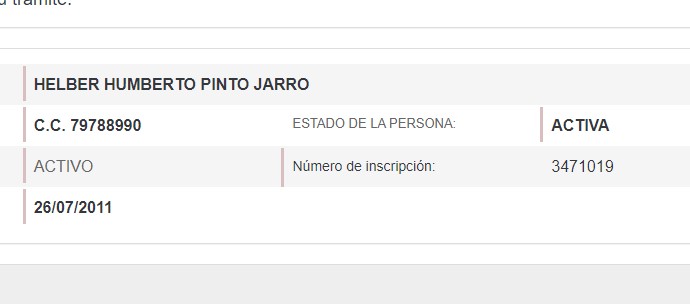 trámite.
HELBER HUMBERTO PINTO JARRO
C.C. 79788990 ESTADO DE LA PERSONA: ACTIVA
ACTIVO Número de inscripción: 3471019
26/07/2011